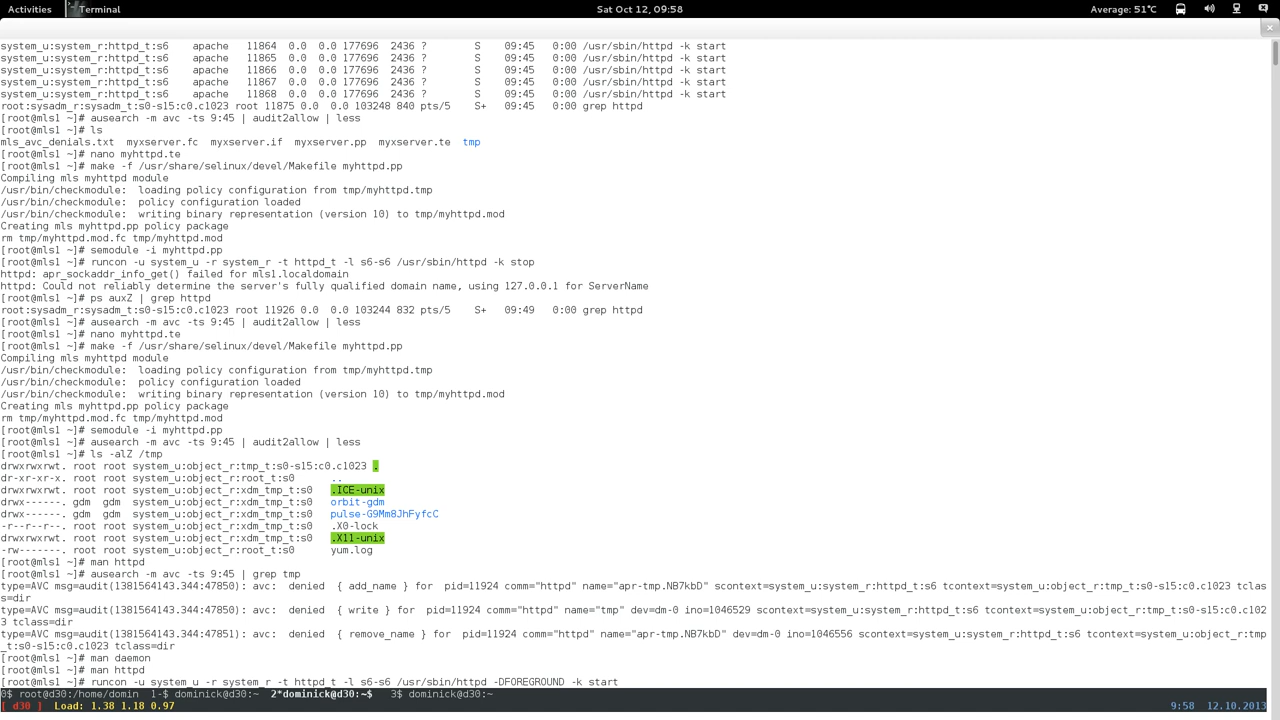 Activities Terminal Sat Oct 12, 09:58 Average: 51°C
system_u:system_r:httpd_t:s6 apache 11864 0.0 0.0 177696 2436 ? S 09:45 0:00 /usr/sbin/httpd -k start
system_u:system_r:httpd_t:s6 apache 11865 0.0 0.0 177696 2436 ? S 09:45 0:00 /usr/sbin/httpd -k start
system_u:system_r:httpd_t:s6 apache 11866 0.0 0.0 177696 2436 ? S 09:45 0:00 /usr/sbin/httpd -k start
system_u:system_r:httpd_t:s6 apache 11867 0.0 0.0 177696 2436 ? S 09:45 0:00 /usr/sbin/httpd -k start
system_u:system_r:httpd_t:s6 apache 11868 0.0 0.0 177696 2436 ? S 09:45 0:00 /usr/sbin/httpd -k start
root:sysadm_r:sysadm_t:s0-s15:c0.c1023 root 11875 0.0 0.0 103248 840 pts/5 S+ 09:45 0:00 grep httpd
[root@mls1 ~]# ausearch -m avc -ts 9:45 | audit2allow | less
[root@mls1 ~]# ls
mls_avc_denials.txt myxserver.fc myxserver.if myxserver.pp myxserver.te tmp
[root@mls1 ~]# nano myhttpd.te
[root@mls1 ~]# make -f /usr/share/selinux/devel/Makefile myhttpd.pp
Compiling mls myhttpd module
/usr/bin/checkmodule: loading policy configuration from tmp/myhttpd.tmp
/usr/bin/checkmodule: policy configuration loaded
/usr/bin/checkmodule: writing binary representation (version 10) to tmp/myhttpd.mod
Creating mls myhttpd.pp policy package
rm tmp/myhttpd.mod.fc tmp/myhttpd.mod
[root@mls1 ~]# semodule -i myhttpd.pp
[root@mls1 ~]# runcon -u system_u -r system_r -t httpd_t -l s6-s6 /usr/sbin/httpd -k stop
httpd: apr_sockaddr_info_get() failed for mls1.localdomain
httpd: Could not reliably determine the server's fully qualified domain name, using 127.0.0.1 for ServerName
[root@mls1 ~]# ps auxZ | grep httpd
root:sysadm_r:sysadm_t:s0-s15:c0.c1023 root 11926 0.0 0.0 103244 832 pts/5 S+ 09:49 0:00 grep httpd
[root@mls1 ~]# ausearch -m avc -ts 9:45 | audit2allow | less
[root@mls1 ~]# nano myhttpd.te
[root@mls1 ~]# make -f /usr/share/selinux/devel/Makefile myhttpd.pp
Compiling mls myhttpd module
/usr/bin/checkmodule: loading policy configuration from tmp/myhttpd.tmp
/usr/bin/checkmodule: policy configuration loaded
/usr/bin/checkmodule: writing binary representation (version 10) to tmp/myhttpd.mod
Creating mls myhttpd.pp policy package
rm tmp/myhttpd.mod.fc tmp/myhttpd.mod
[root@mls1 ~]# semodule -i myhttpd.pp
[root@mls1 ~]# ausearch -m avc -ts 9:45 | audit2allow | less
[root@mls1 ~]# ls -alZ /tmp
drwxrwxrwt. root root system_u:object_r:tmp_t:s0-s15:c0.c1023 .
dr-xr-xr-x. root root system_u:object_r:root_t:s0 ..
drwxrwxrwt. root root system_u:object_r:xdm_tmp_t:s0 .ICE-unix
drwx------. gdm gdm system_u:object_r:xdm_tmp_t:s0 orbit-gdm
drwx------. gdm gdm system_u:object_r:xdm_tmp_t:s0 pulse-G9Mm8JhFyfcC
-r--r--r--. root root system_u:object_r:xdm_tmp_t:s0 .X0-lock
drwxrwxrwt. root root system_u:object_r:xdm_tmp_t:s0 .X11-unix
-rw-------. root root system_u:object_r:root_t:s0 yum.log
[root@mls1 ~]# man httpd
[root@mls1 ~]# ausearch -m avc -ts 9:45 | grep tmp
type=AVC msg=audit(1381564143.344:47850): avc: denied { add_name } for pid=11924 comm="httpd" name="apr-tmp.NB7kbD" scontext=system_u:system_r:httpd_t:s6 tcontext=system_u:object_r:tmp_t:s0-s15:c0.c1023 tclas
s=dir
type=AVC msg=audit(1381564143.344:47850): avc: denied { write } for pid=11924 comm="httpd" name="tmp" dev=dm-0 ino=1046529 scontext=system_u:system_r:httpd_t:s6 tcontext=system_u:object_r:tmp_t:s0-s15:c0.c102
3 tclass=dir
type=AVC msg=audit(1381564143.344:47851): avc: denied { remove_name } for pid=11924 comm="httpd" name="apr-tmp.NB7kbD" dev=dm-0 ino=1046556 scontext=system_u:system_r:httpd_t:s6 tcontext=system_u:object_r:tmp
_t:s0-s15:c0.c1023 tclass=dir
[root@mls1 ~]# man daemon
[root@mls1 ~]# man httpd
[root@mls1 ~]# runcon -u system_u -r system_r -t httpd_t -l s6-s6 /usr/sbin/httpd -DFOREGROUND -k start
0$ root@d30:/home/domin 1-$ dominick@d30:~ 2*dominick@d30:~$ 3$ dominick@d30:~
[ d30 ] Load: 1.38 1.18 0.97 9:58 12.10.2013